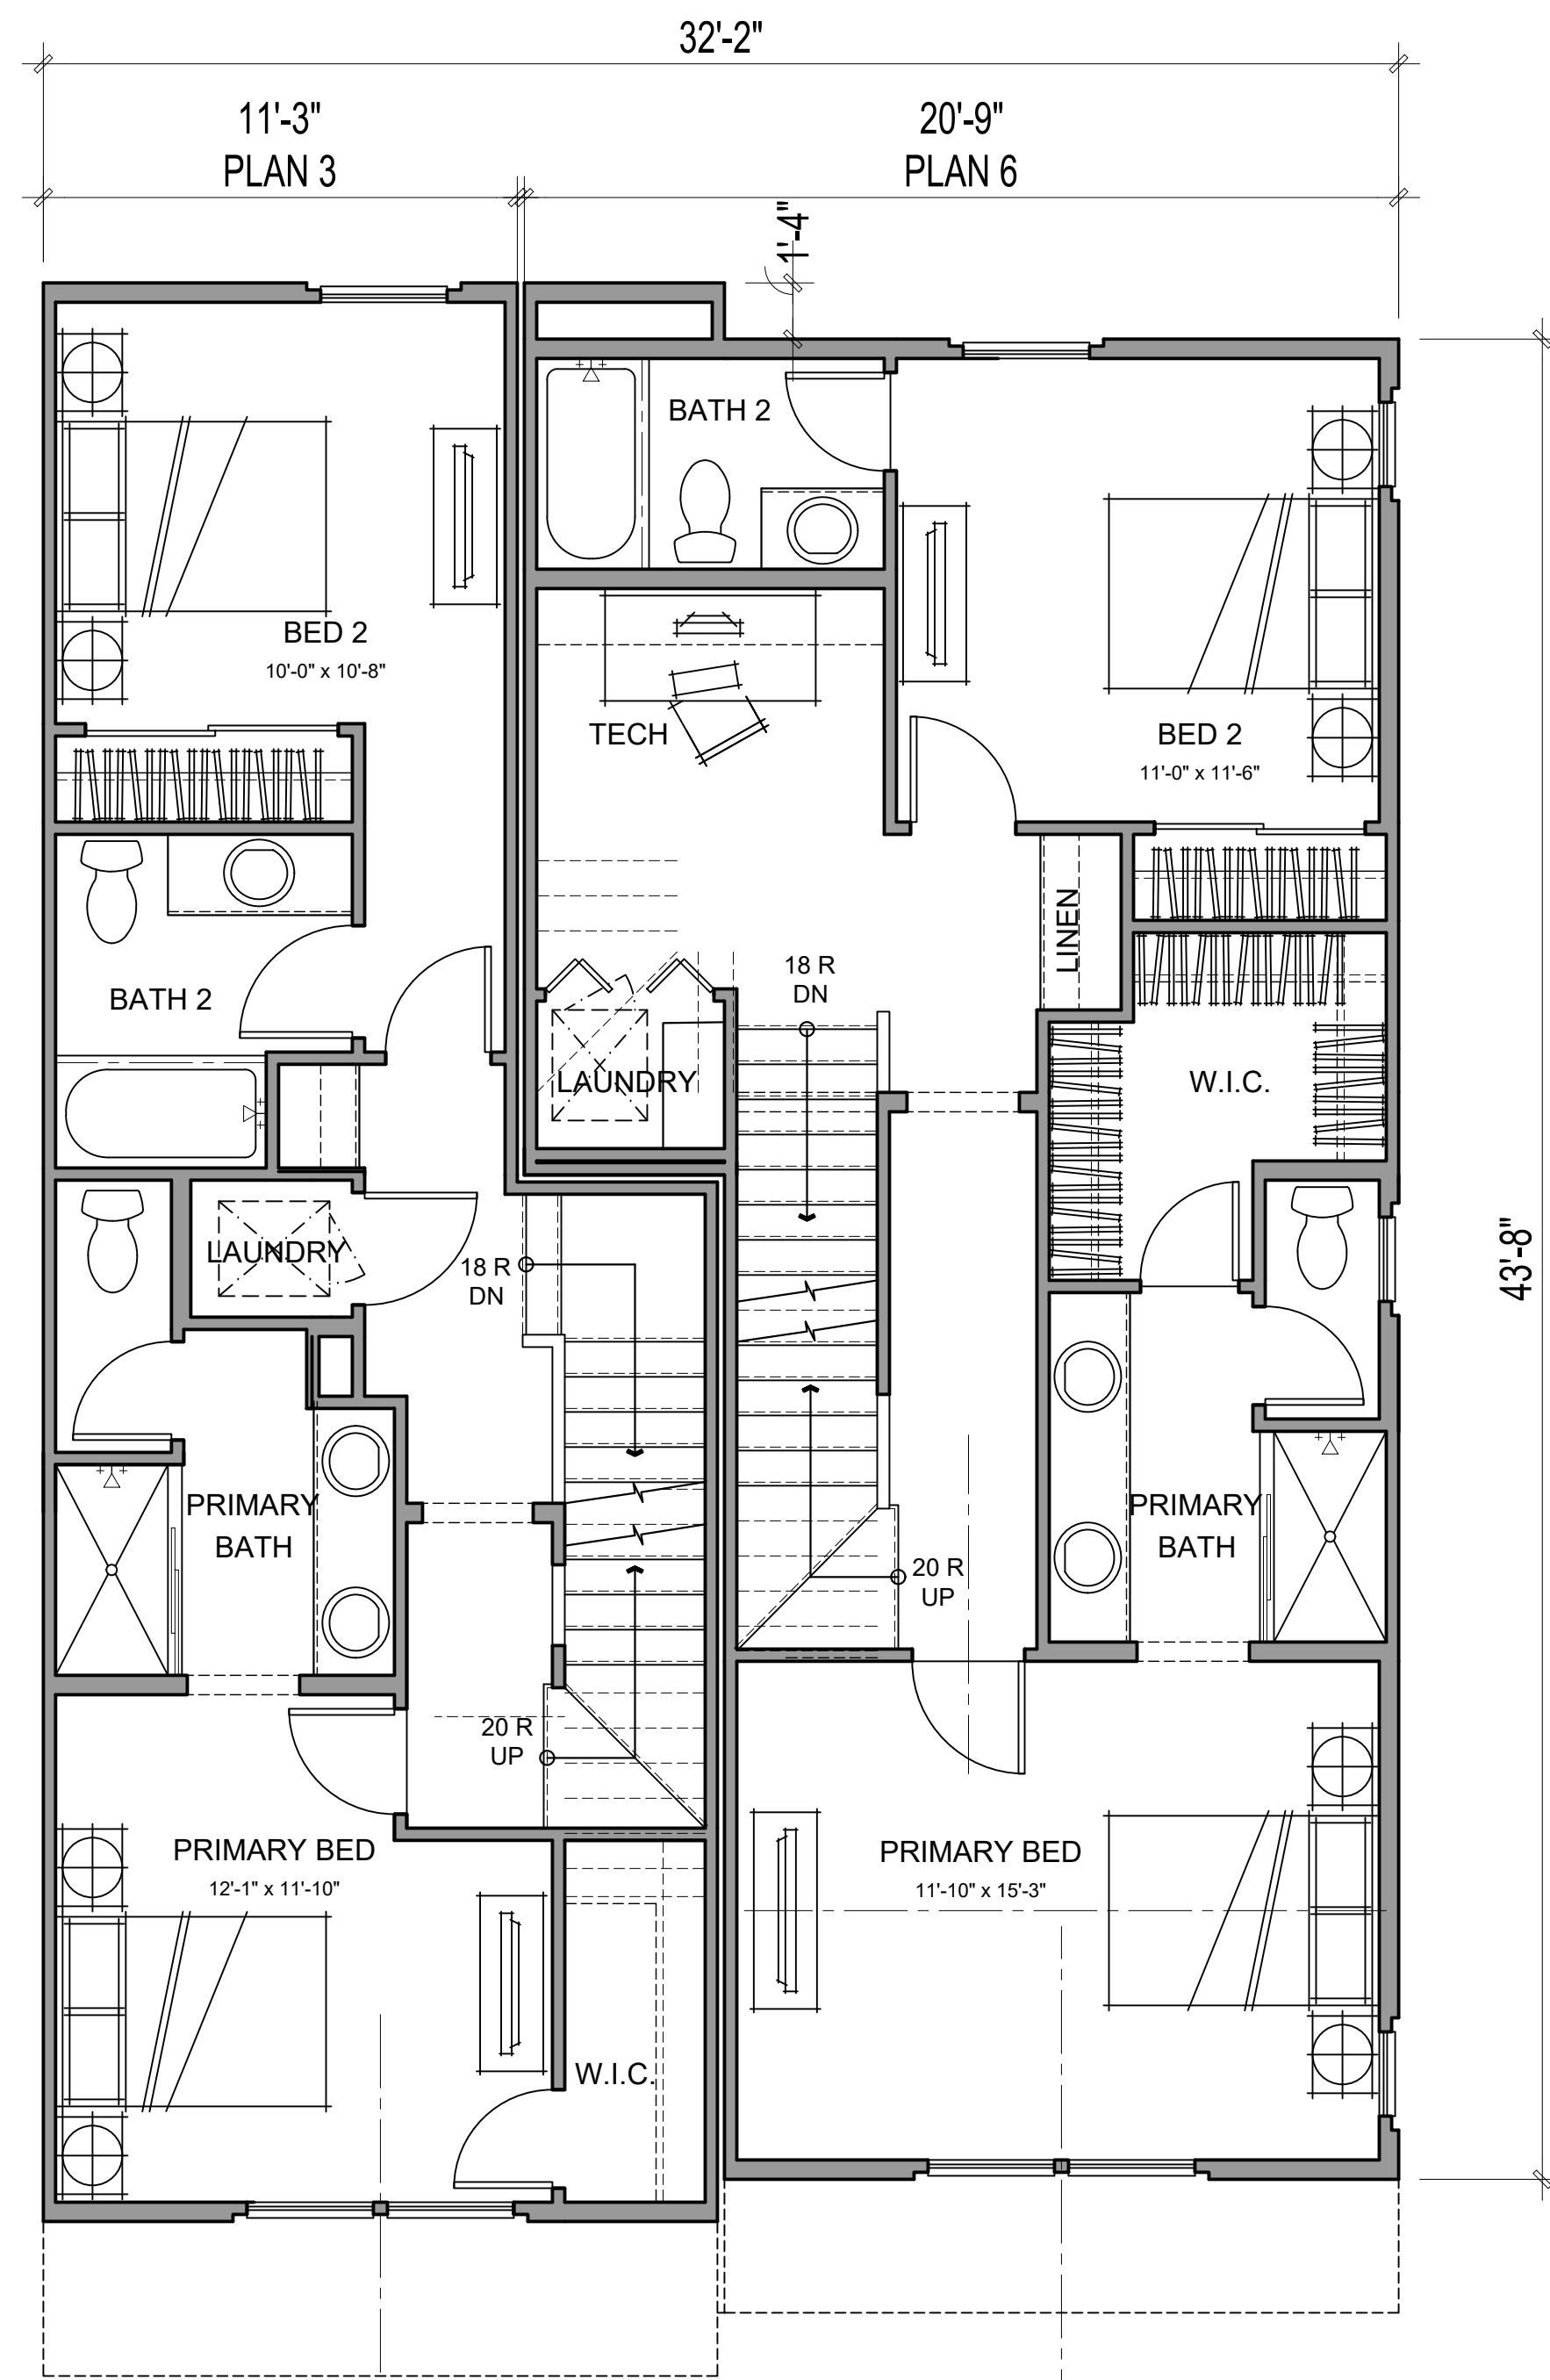 32'-2"
11'-3"
PLAN 3
20'-9"
PLAN 6
1'-4"
BATH 2
BED 2
10'-0" x 10'-8"
TECH
BED 2
11'-0" x 11'-6"
LINEN
18 R
DN
BATH 2
LAUNDRY
W.I.C.
43'-8"
LAUNDRY
18 R
DN
PRIMARY
BATH
PRIMARY
BATH
20 R
UP
20 R
UP
PRIMARY BED
12'-1" x 11'-10"
PRIMARY BED
11'-10" x 15'-3"
W.I.C.